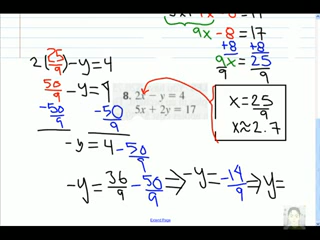 9x - 8 = 17
+8 +8
9x/9 = 25/9
x = 25/9
x ≈ 2.7
2(25/9) - y = 4
50/9 - y = 4
-50/9 -50/9
-y = 4 - 50/9
-y = 36/9 - 50/9 ⇒ -y = -14/9 ⇒ y =
8. 2x - y = 4
5x + 2y = 17